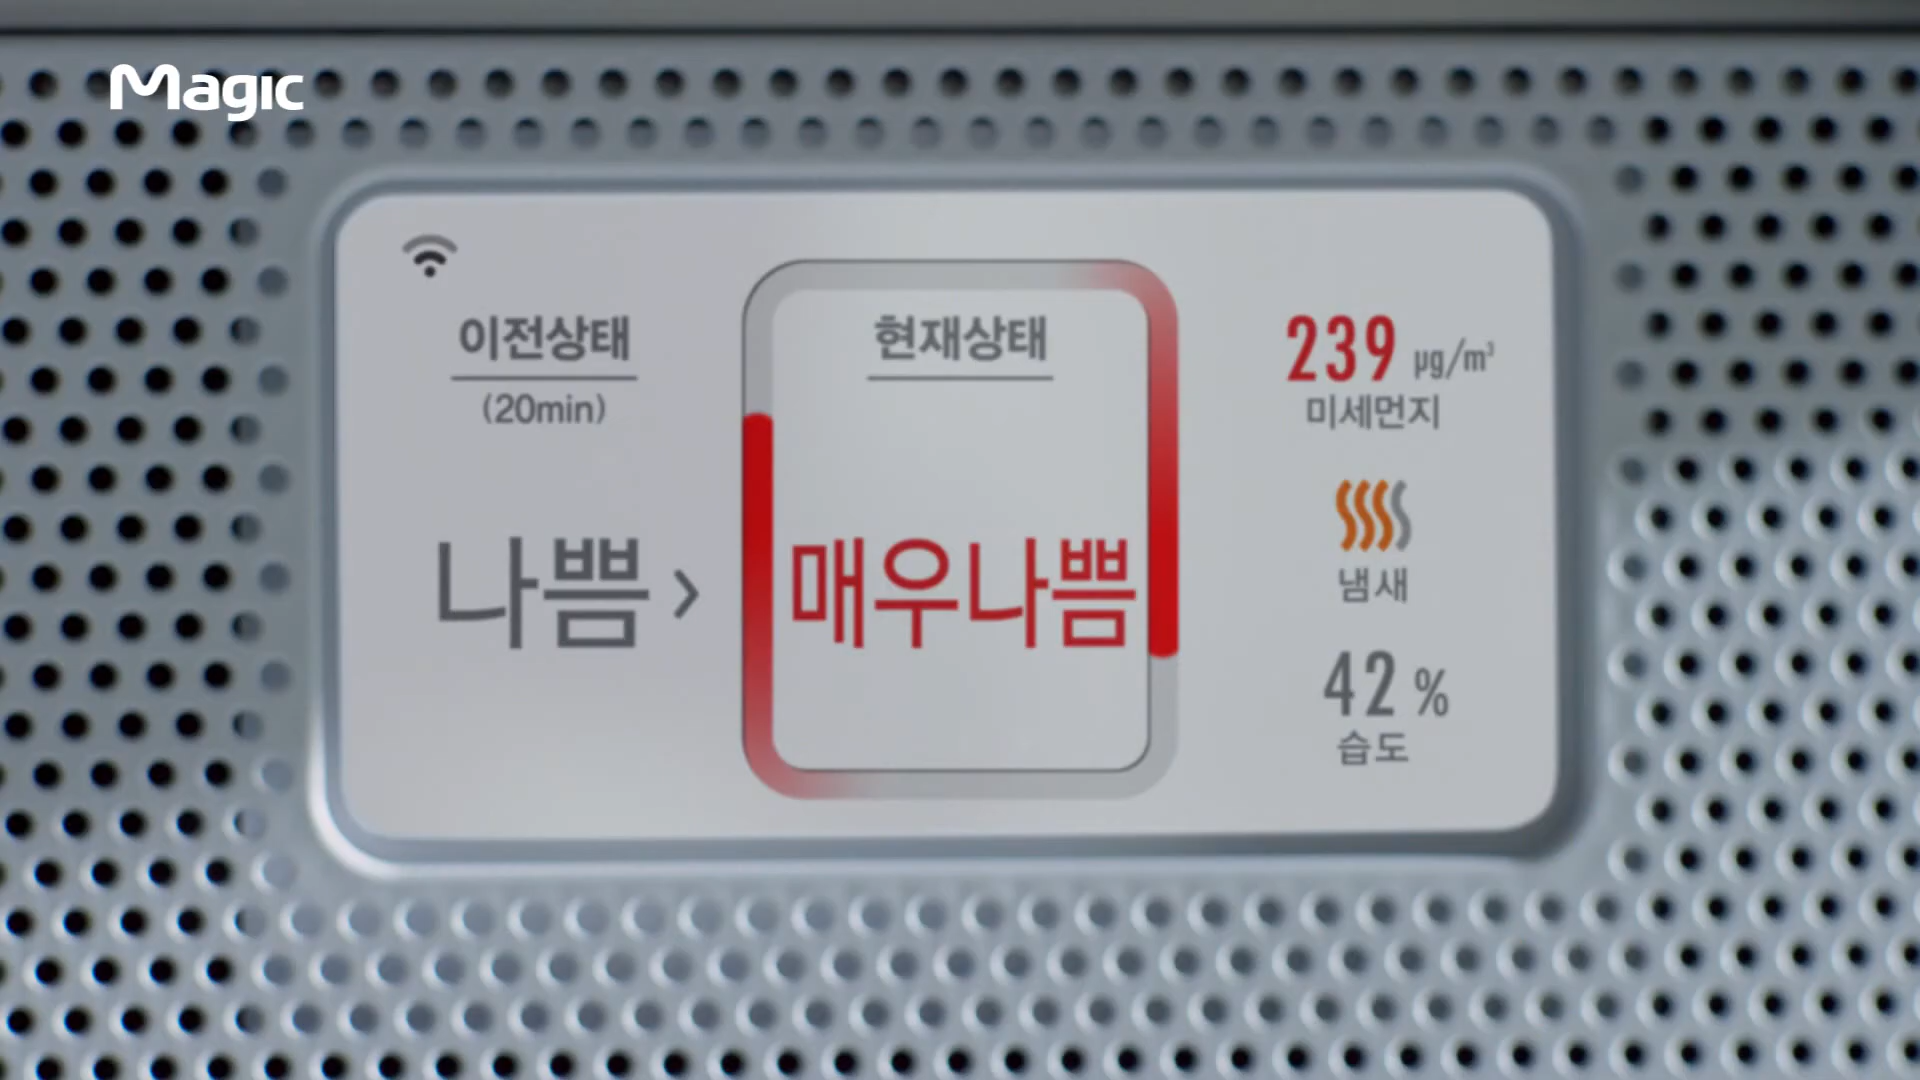 Magic
이전상태
(20min)
나쁨 >
현재상태
매우나쁨
239 µg/m³
미세먼지
냄새
42 %
습도